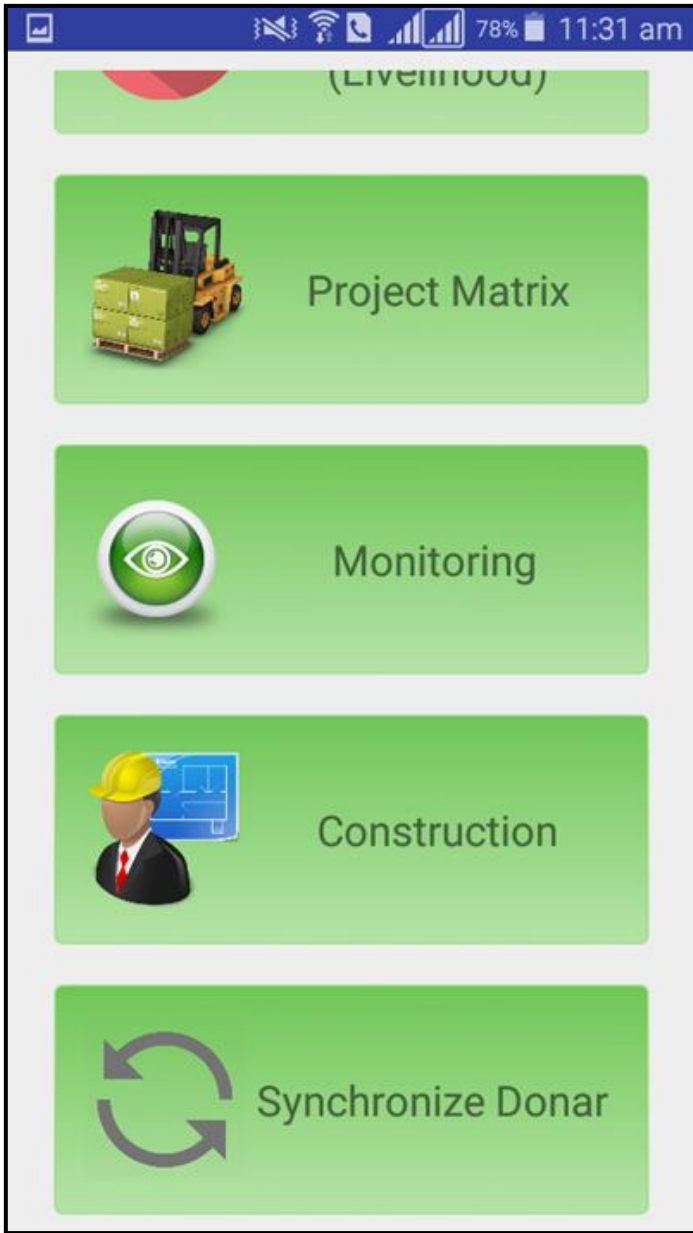 78% 11:31 am
(Livelihood)
Project Matrix
Monitoring
Construction
Synchronize Donar